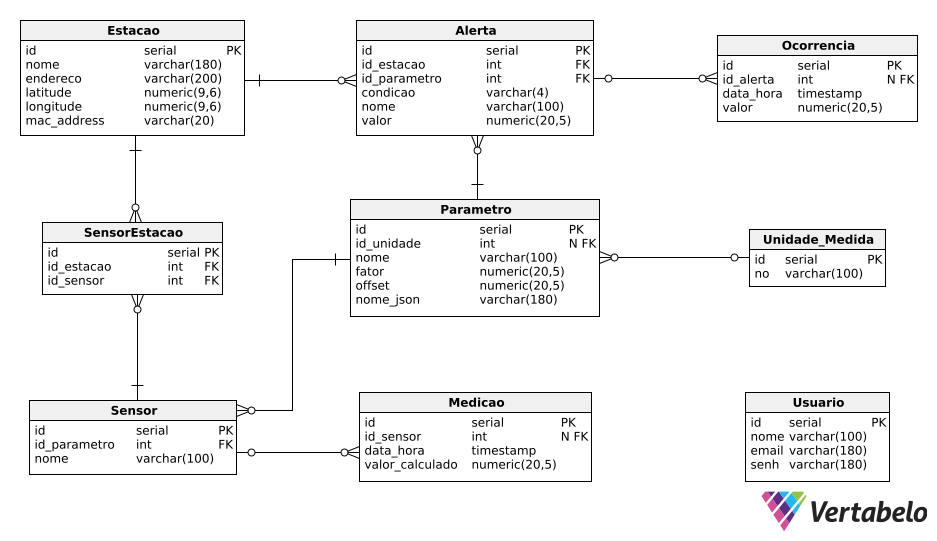 Estacao
id serial PK
nome varchar(180)
endereco varchar(200)
latitude numeric(9,6)
longitude numeric(9,6)
mac_address varchar(20)
Alerta
id serial PK
id_estacao int FK
id_parametro int FK
condicao varchar(4)
nome varchar(100)
valor numeric(20,5)
Ocorrencia
id serial PK
id_alerta int N FK
data_hora timestamp
valor numeric(20,5)
SensorEstacao
id serial PK
id_estacao int FK
id_sensor int FK
Parametro
id serial PK
id_unidade int N FK
nome varchar(100)
fator numeric(20,5)
offset numeric(20,5)
nome_json varchar(180)
Unidade_Medida
id serial PK
no varchar(100)
Sensor
id serial PK
id_parametro int FK
nome varchar(100)
Medicao
id serial PK
id_sensor int N FK
data_hora timestamp
valor_calculado numeric(20,5)
Usuario
id serial PK
nome varchar(100)
email varchar(180)
senh varchar(180)
Vertabelo